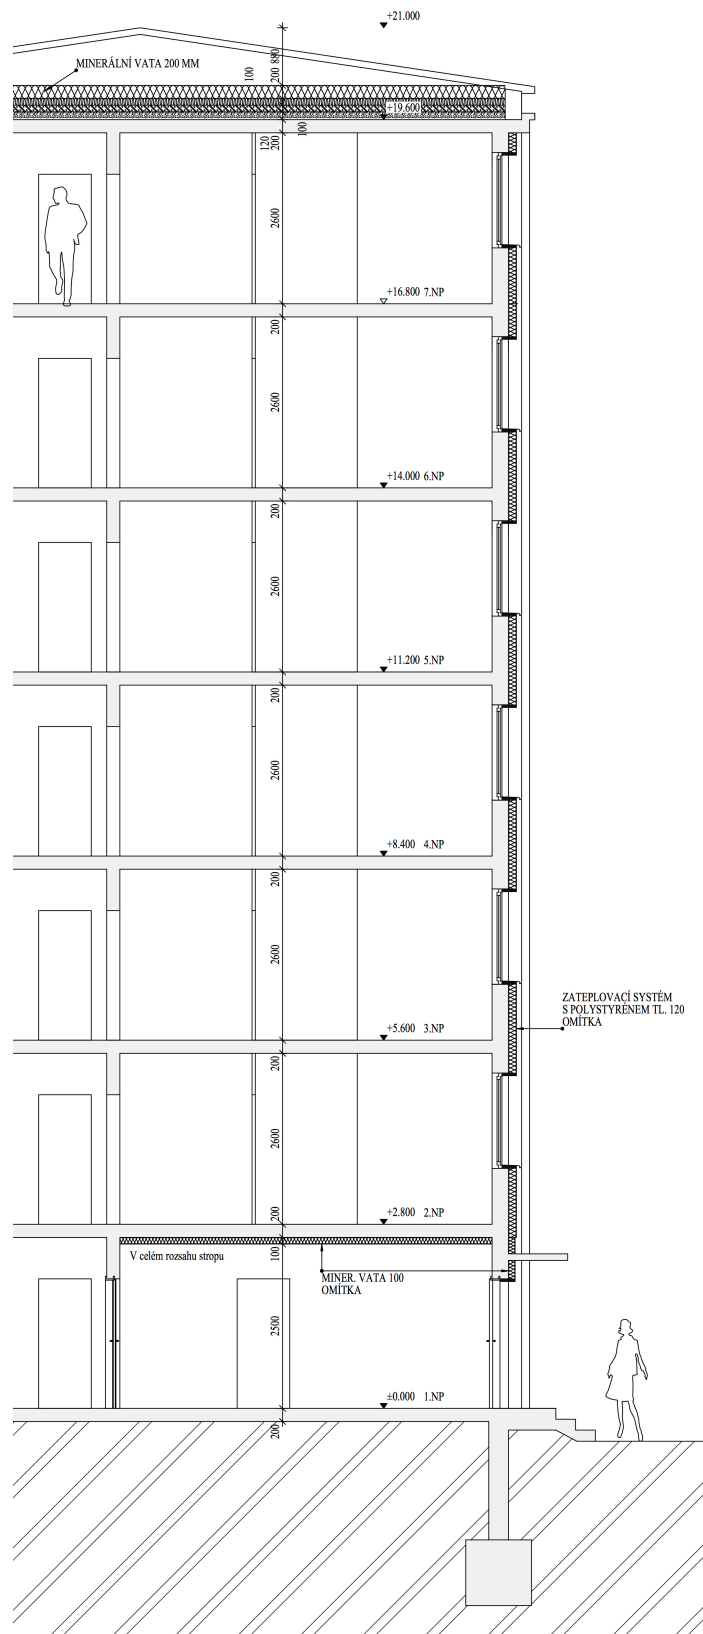 +21.000
880
MINERÁLNÍ VATA 200 MM
100
200
+19.600
100
120
200
2600
+16.800 7.NP
200
2600
+14.000 6.NP
200
2600
+11.200 5.NP
200
2600
+8.400 4.NP
200
2600
ZATEPLOVACÍ SYSTÉM
S POLYSTYRÉNEM TL. 120
OMÍTKA
+5.600 3.NP
200
2600
+2.800 2.NP
200
V celém rozsahu stropu
100
MINER. VATA 100
OMÍTKA
2500
±0.000 1.NP
200